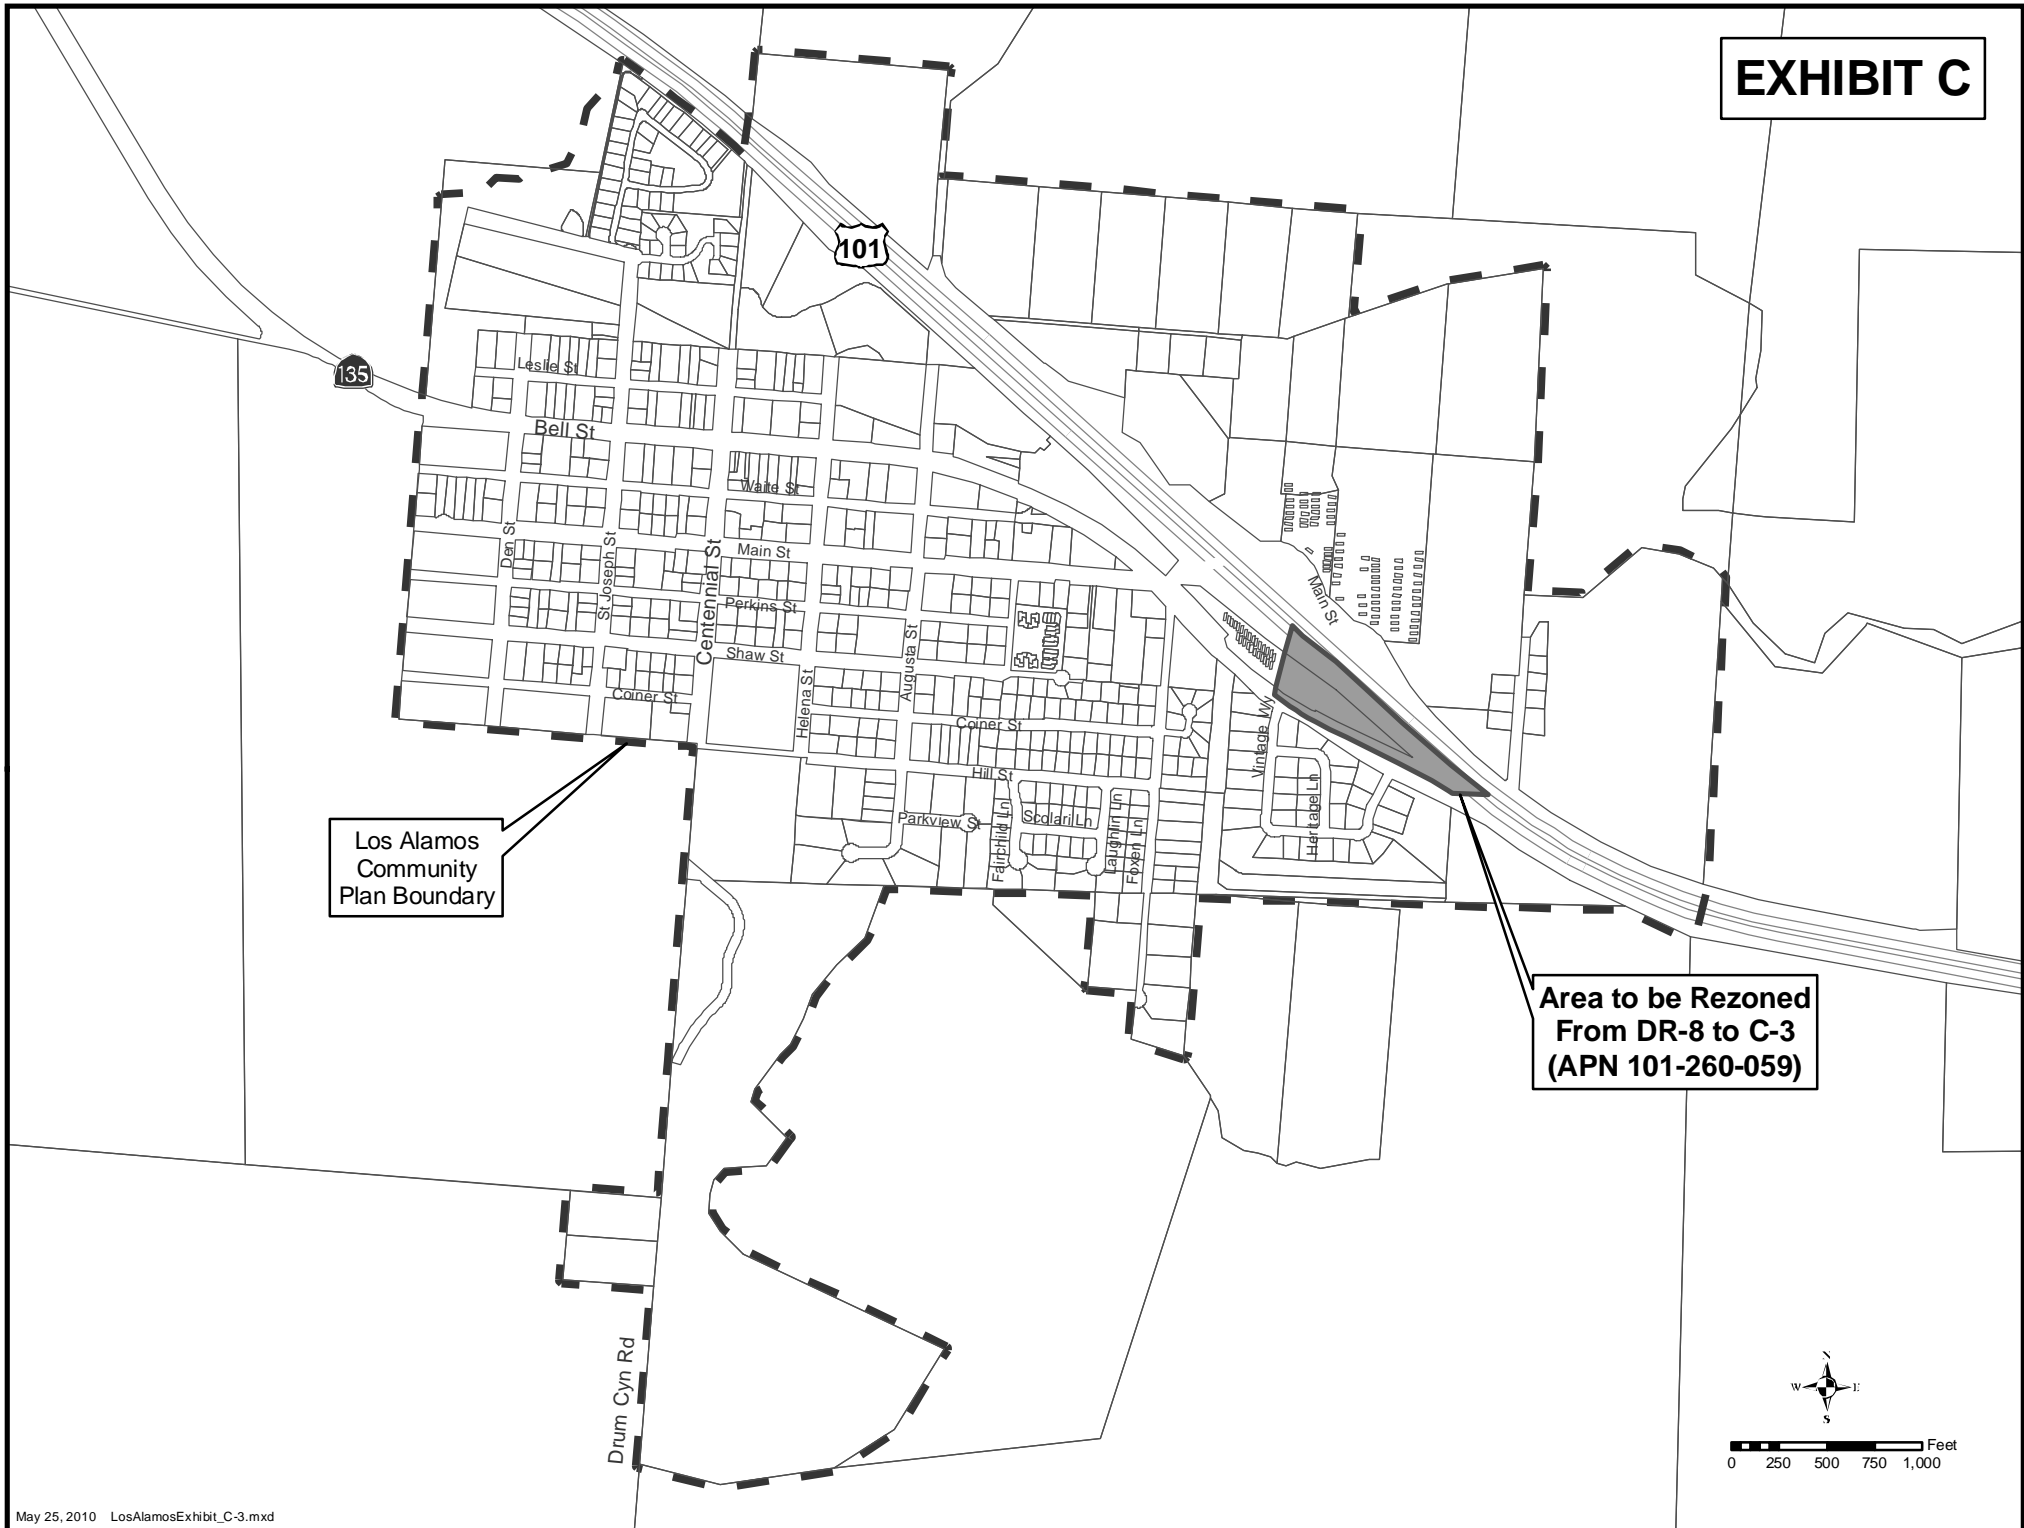 EXHIBIT C
101
135
Leslie St
Bell St
Waite St
Main St
Den St
St Joseph St
Centennial St
Perkins St
Shaw St
Coiner St
Helena St
Augusta St
Main St
Coiner St
Hill St
Vintage Wy
Heritage Ln
Parkview St
Fairchild Ln
Scolari Ln
Laughlin Ln
Foxen Ln
Los Alamos
Community
Plan Boundary
Area to be Rezoned
From DR-8 to C-3
(APN 101-260-059)
Drum Cyn Rd
N
W E
S
Feet
0 250 500 750 1,000
May 25, 2010 LosAlamosExhibit_C-3.mxd